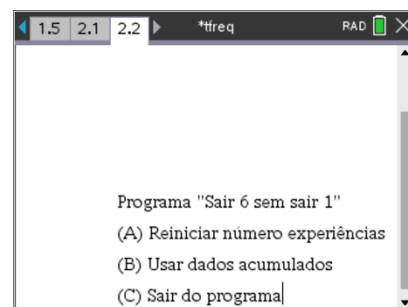 1.5 2.1 2.2 *tfreq RAD
Programa "Sair 6 sem sair 1"
(A) Reiniciar número experiências
(B) Usar dados acumulados
(C) Sair do programa